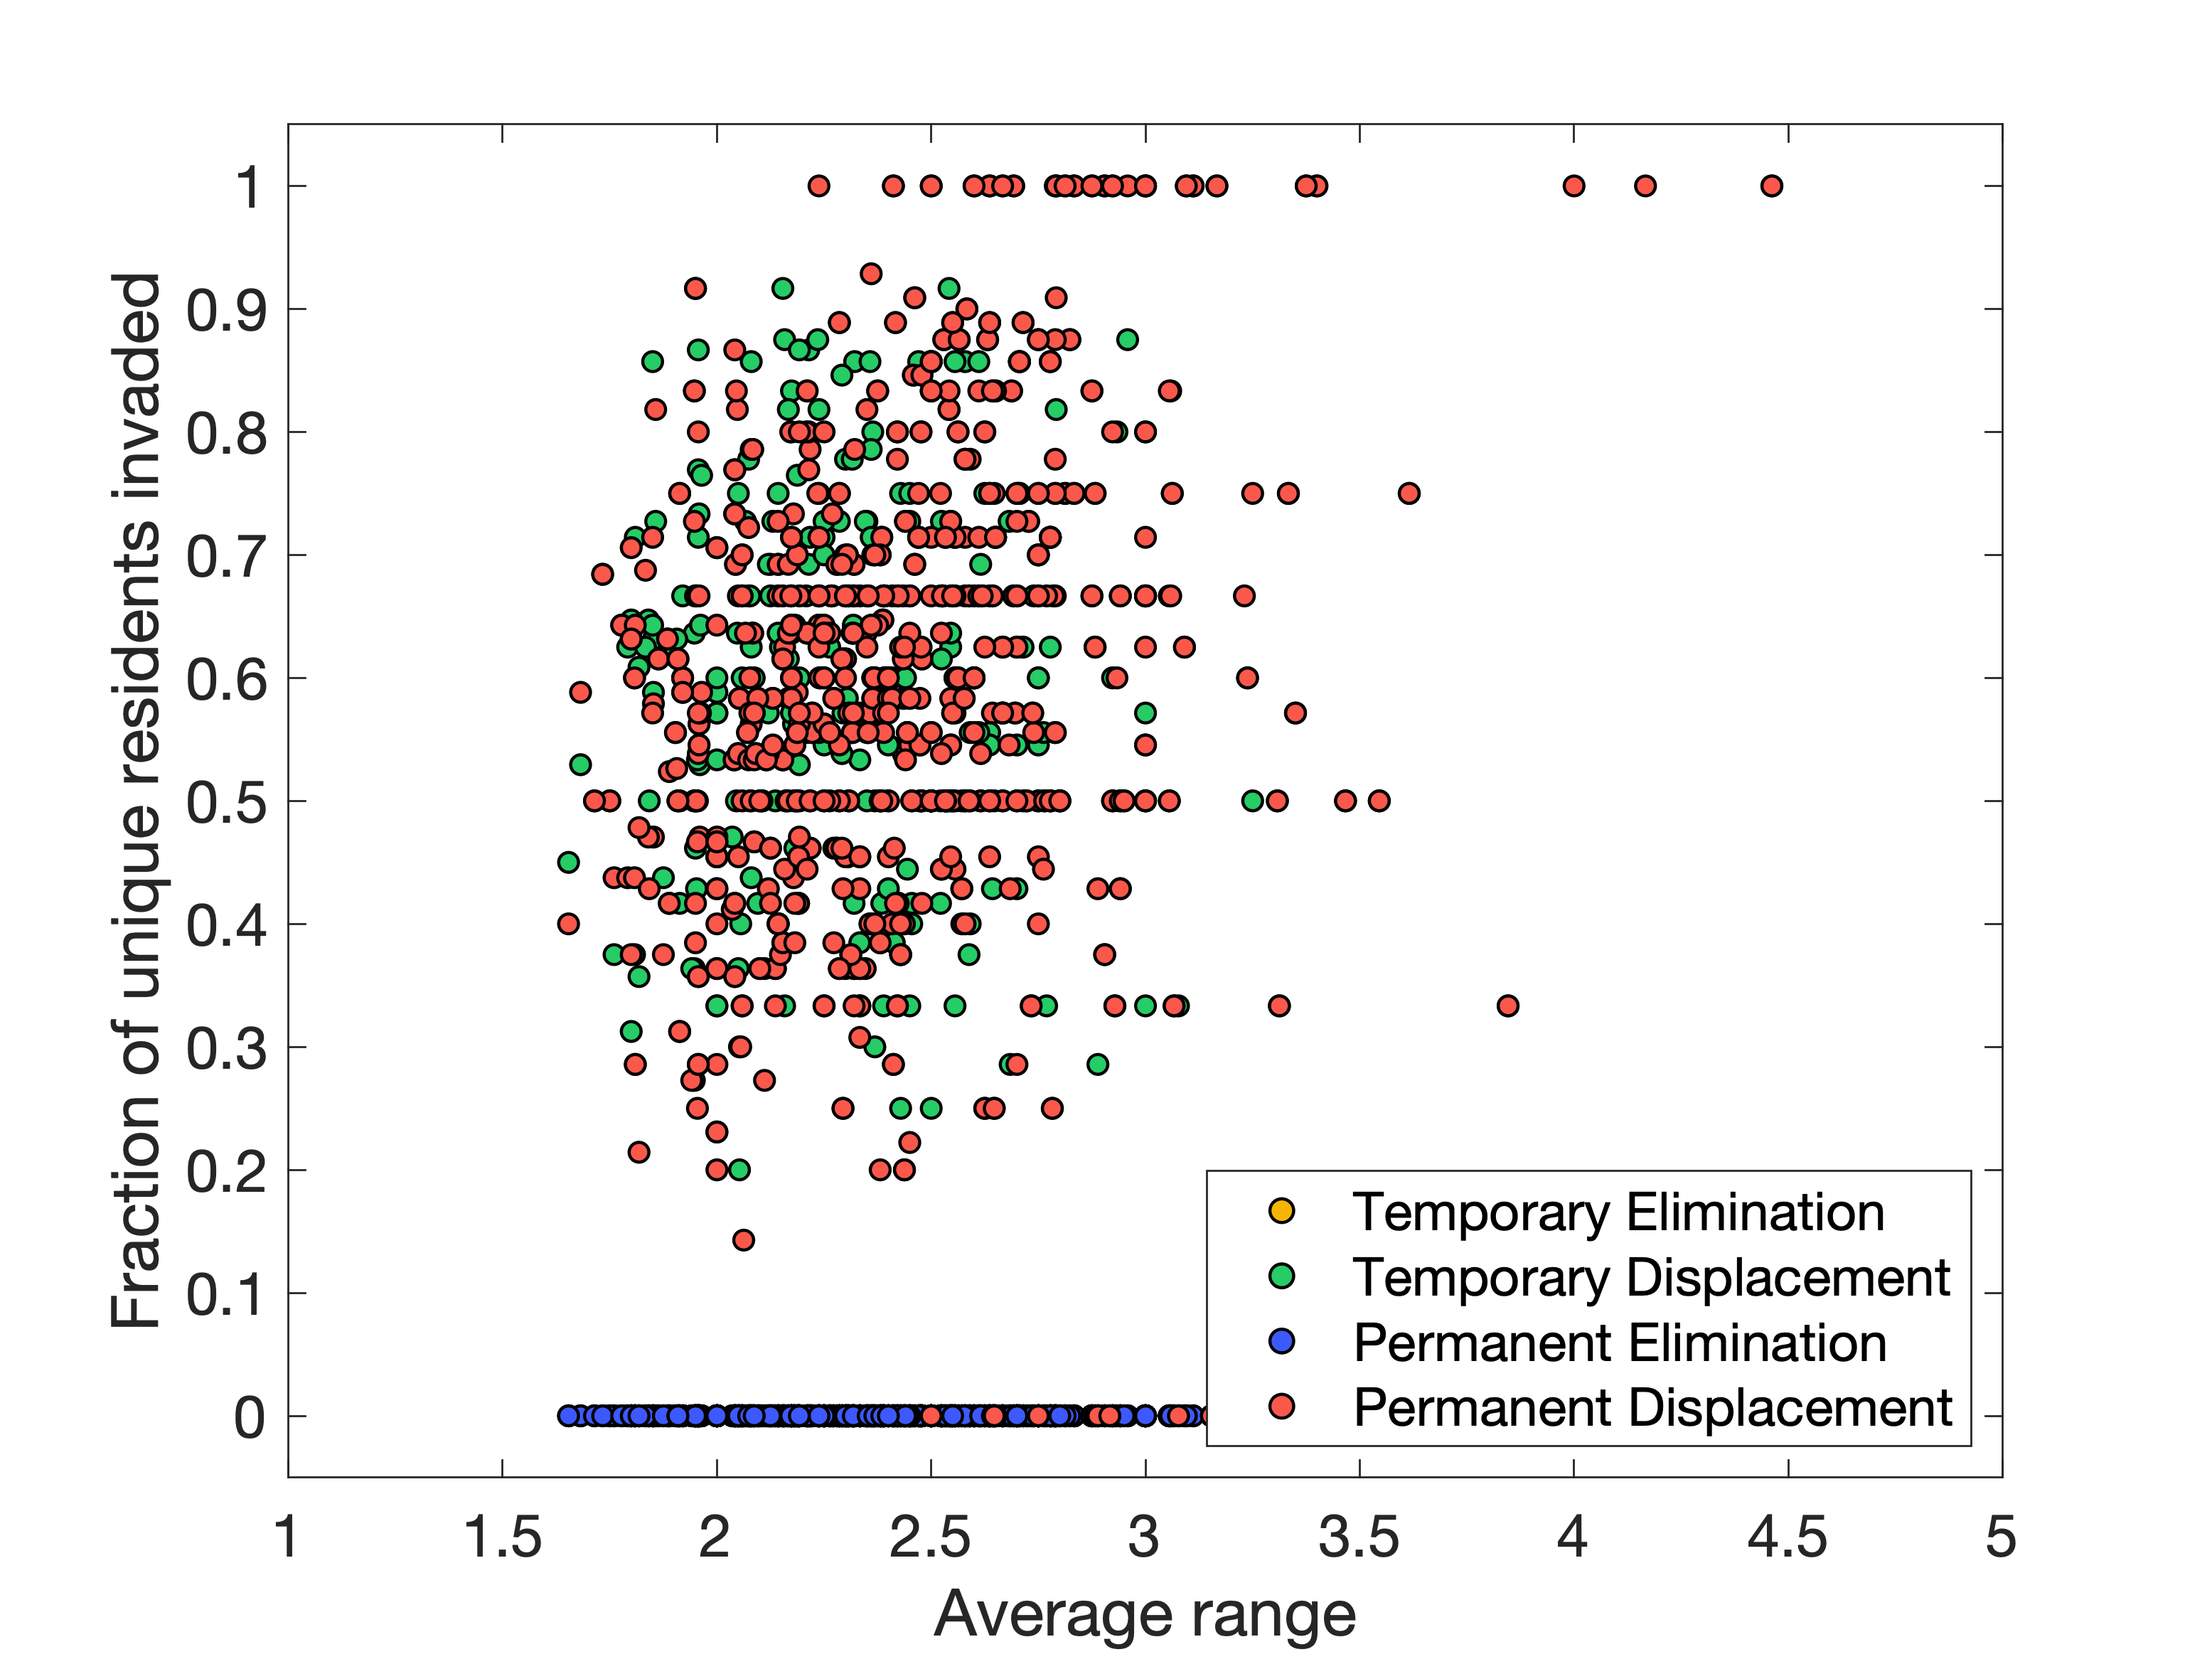 Fraction of unique residents invaded
1
0.9
0.8
0.7
0.6
0.5
0.4
0.3
0.2
0.1
0
Temporary Elimination
Temporary Displacement
Permanent Elimination
Permanent Displacement
1 1.5 2 2.5 3 3.5 4 4.5 5
Average range